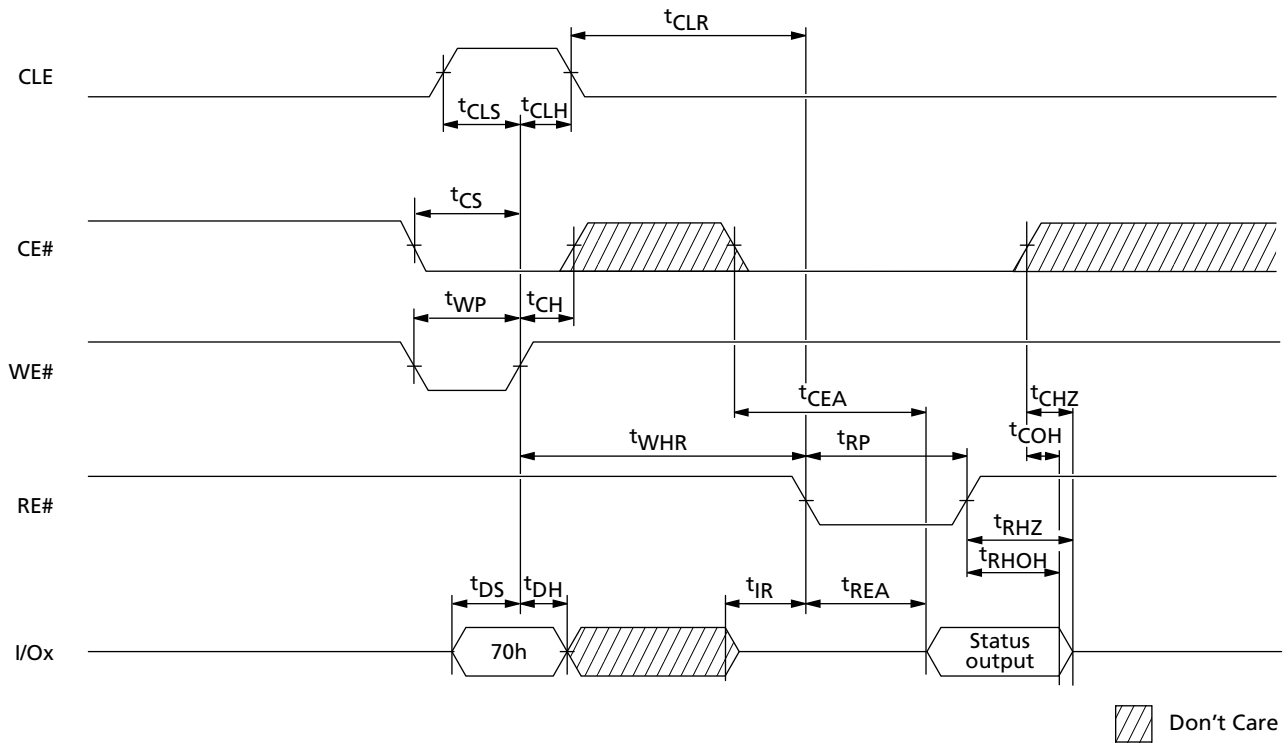 tCLR
CLE
tCLS
tCLH
tCS
CE#
tWP
tCH
WE#
tCEA
tCHZ
tCOH
tWHR
tRP
RE#
tRHZ
tRHOH
tDS
tDH
tIR
tREA
I/Ox
70h
Status
output
Don't Care